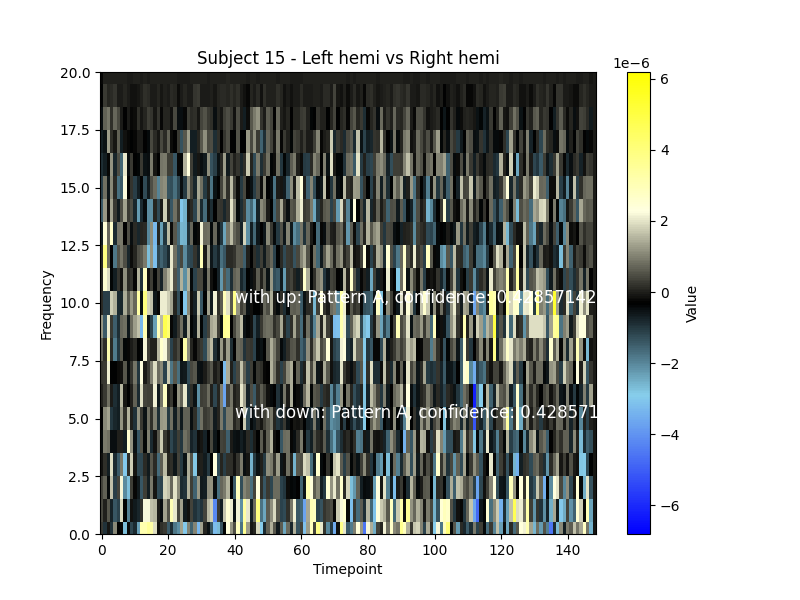 Subject 15 - Left hemi vs Right hemi
1e−6
20.0
17.5
15.0
12.5
10.0
7.5
5.0
2.5
0.0
Frequency
with up: Pattern A, confidence: 0.42857142
with down: Pattern A, confidence: 0.428571
0 20 40 60 80 100 120 140
Timepoint
6
4
2
0
−2
−4
−6
Value